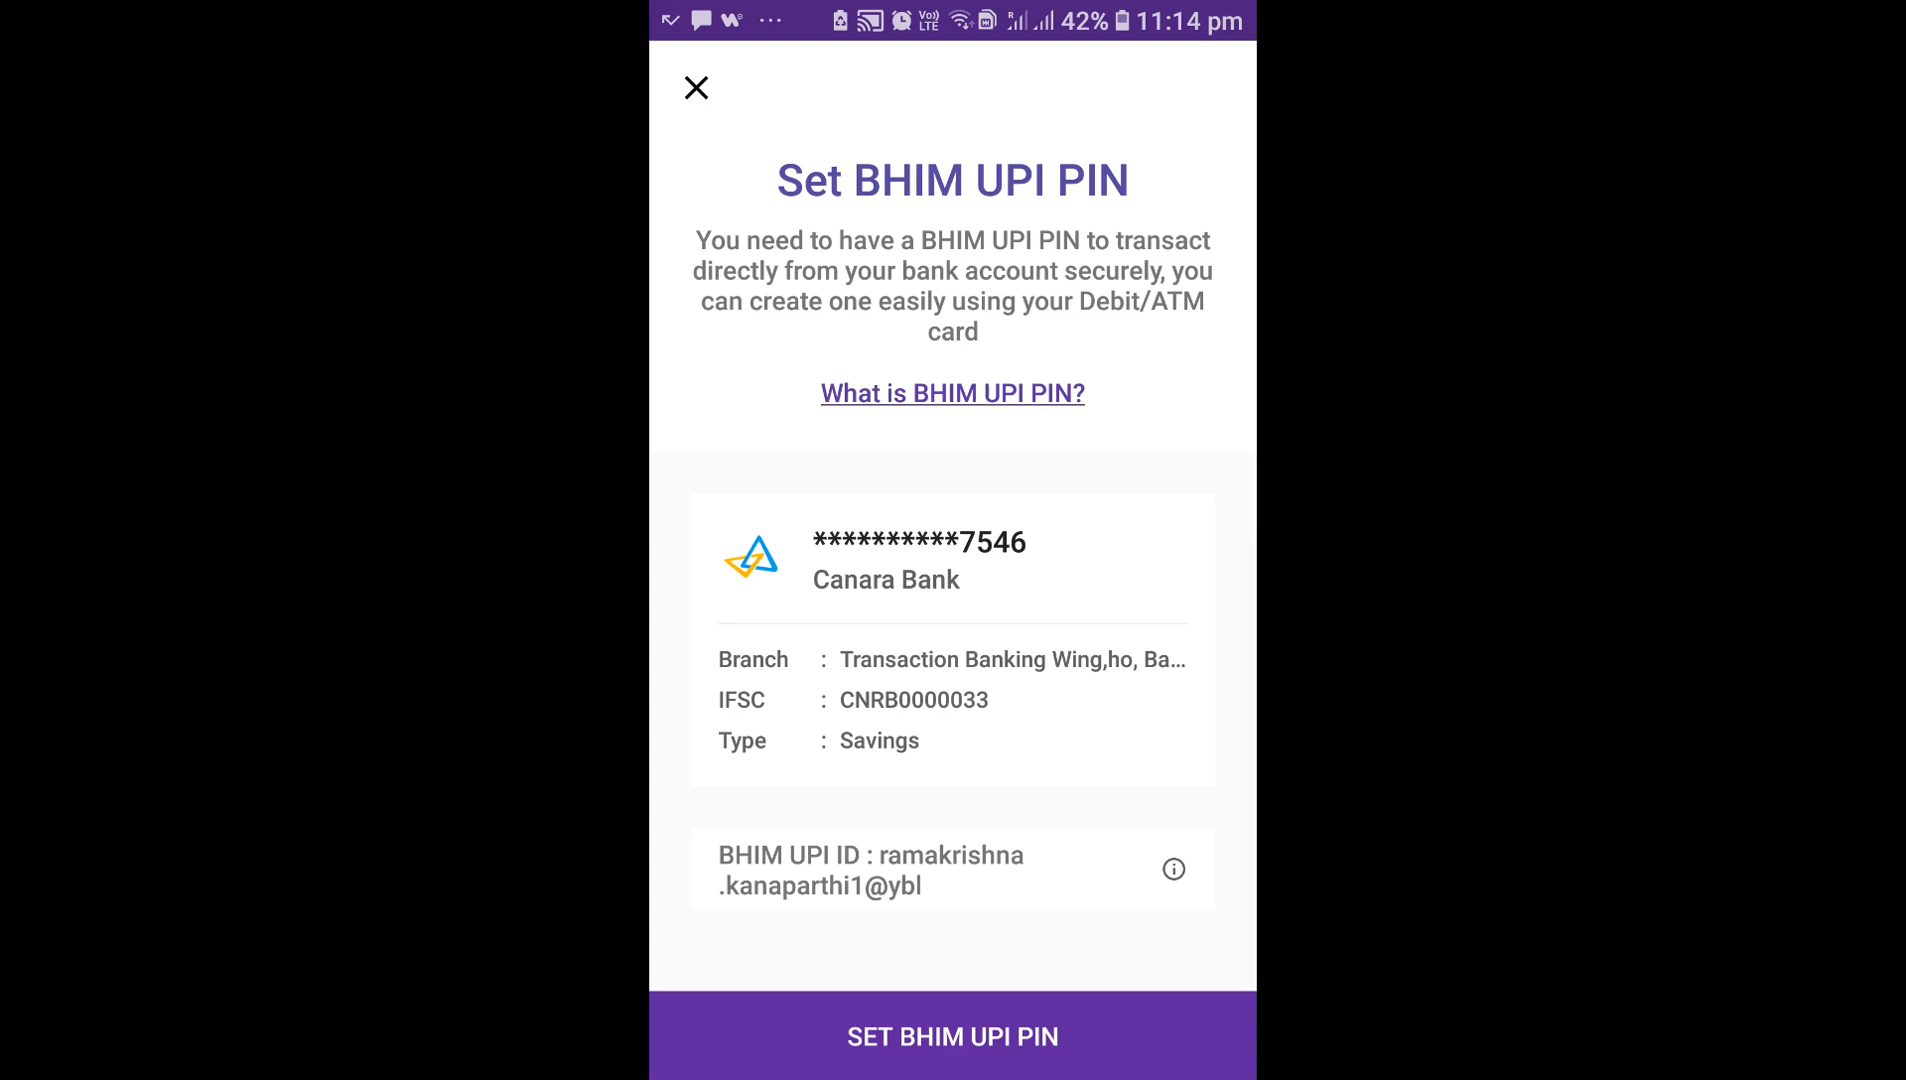 42% 11:14 pm
Set BHIM UPI PIN
You need to have a BHIM UPI PIN to transact
directly from your bank account securely, you
can create one easily using your Debit/ATM
card
What is BHIM UPI PIN?
**********7546
Canara Bank
Branch : Transaction Banking Wing,ho, Ba...
IFSC : CNRB0000033
Type : Savings
BHIM UPI ID : ramakrishna
.kanaparthi1@ybl
SET BHIM UPI PIN